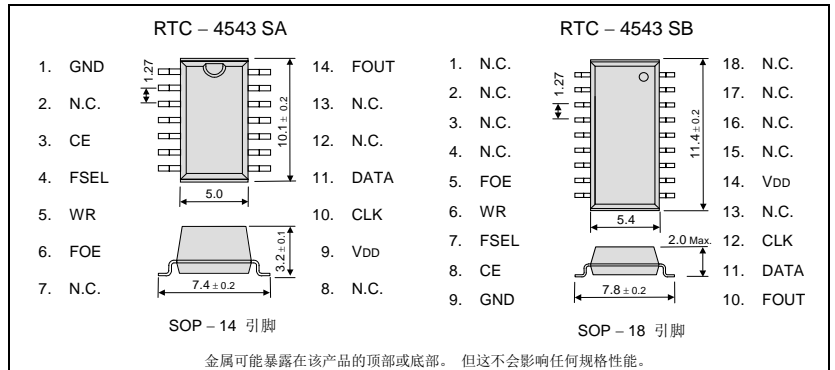 RTC – 4543 SA
1. GND
2. N.C.
3. CE
4. FSEL
5. WR
6. FOE
7. N.C.
1.27
10.1 ± 0.2
5.0
3.2 ± 0.1
7.4 ± 0.2
14. FOUT
13. N.C.
12. N.C.
11. DATA
10. CLK
9. VDD
8. N.C.
SOP – 14 引脚
RTC – 4543 SB
1. N.C.
2. N.C.
3. N.C.
4. N.C.
5. FOE
6. WR
7. FSEL
8. CE
9. GND
1.27
11.4 ± 0.2
5.4
2.0 Max.
7.8 ± 0.2
18. N.C.
17. N.C.
16. N.C.
15. N.C.
14. VDD
13. N.C.
12. CLK
11. DATA
10. FOUT
SOP – 18 引脚
金属可能暴露在该产品的顶部或底部。 但这不会影响任何规格性能。